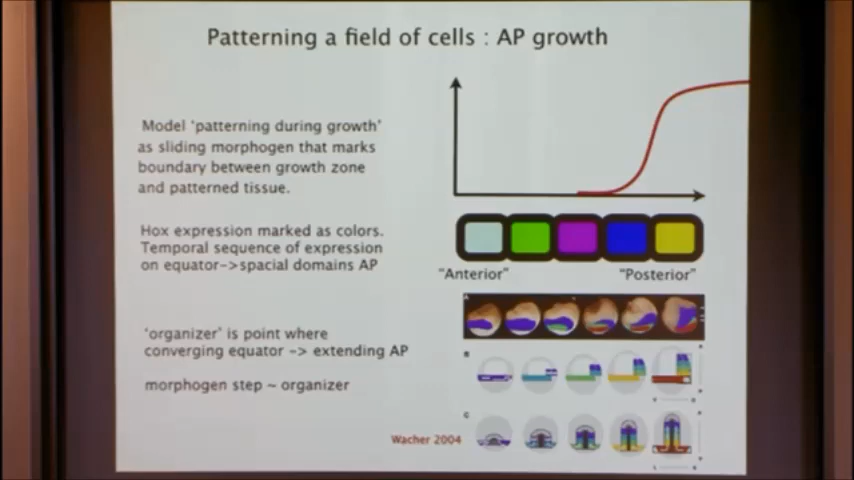 Patterning a field of cells : AP growth
Model 'patterning during growth'
as sliding morphogen that marks
boundary between growth zone
and patterned tissue.
Hox expression marked as colors.
Temporal sequence of expression
on equator->spacial domains AP
"Anterior"
"Posterior"
'organizer' is point where
converging equator -> extending AP
morphogen step ~ organizer
A
B
C
Wacher 2004